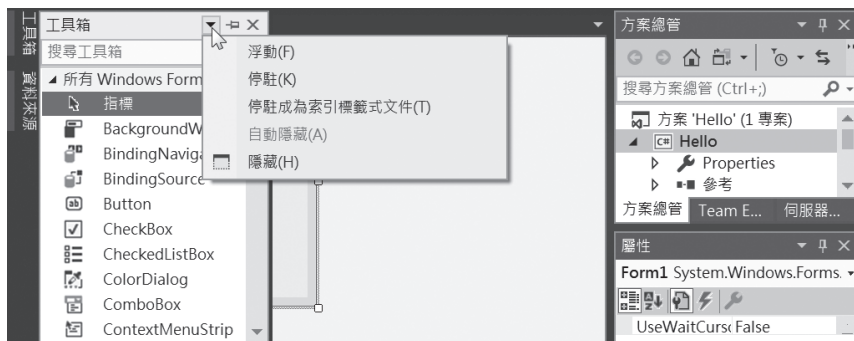 工具箱
資料來源
工具箱
搜尋工具箱
所有 Windows Form
指標
BackgroundW
BindingNaviga
BindingSource
Button
CheckBox
CheckedListBox
ColorDialog
ComboBox
ContextMenuStrip
浮動(F)
停駐(K)
停駐成為索引標籤式文件(T)
自動隱藏(A)
隱藏(H)
方案總管
搜尋方案總管 (Ctrl+;)
方案 'Hello' (1 專案)
C# Hello
Properties
參考
方案總管 Team E... 伺服器...
屬性
Form1 System.Windows.Forms.
UseWaitCurs False